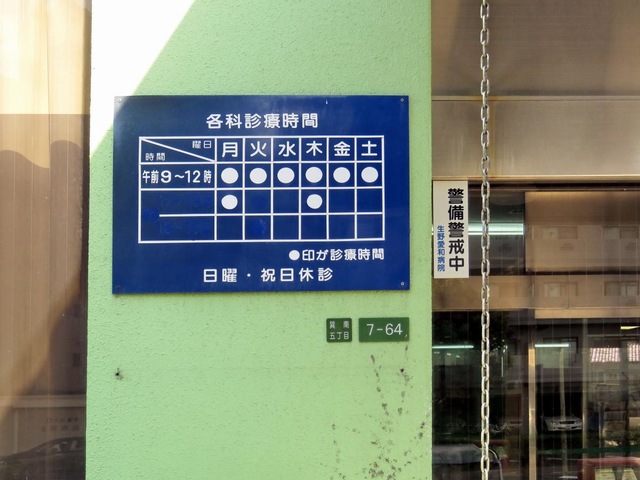 各科診療時間
曜日 月 火 水 木 金 土
時間
午前9〜12時 ● ● ● ● ● ●
● ●
●印が診療時間
日曜・祝日休診
警備警戒中
生野愛和病院
巽南
五丁目
7-64